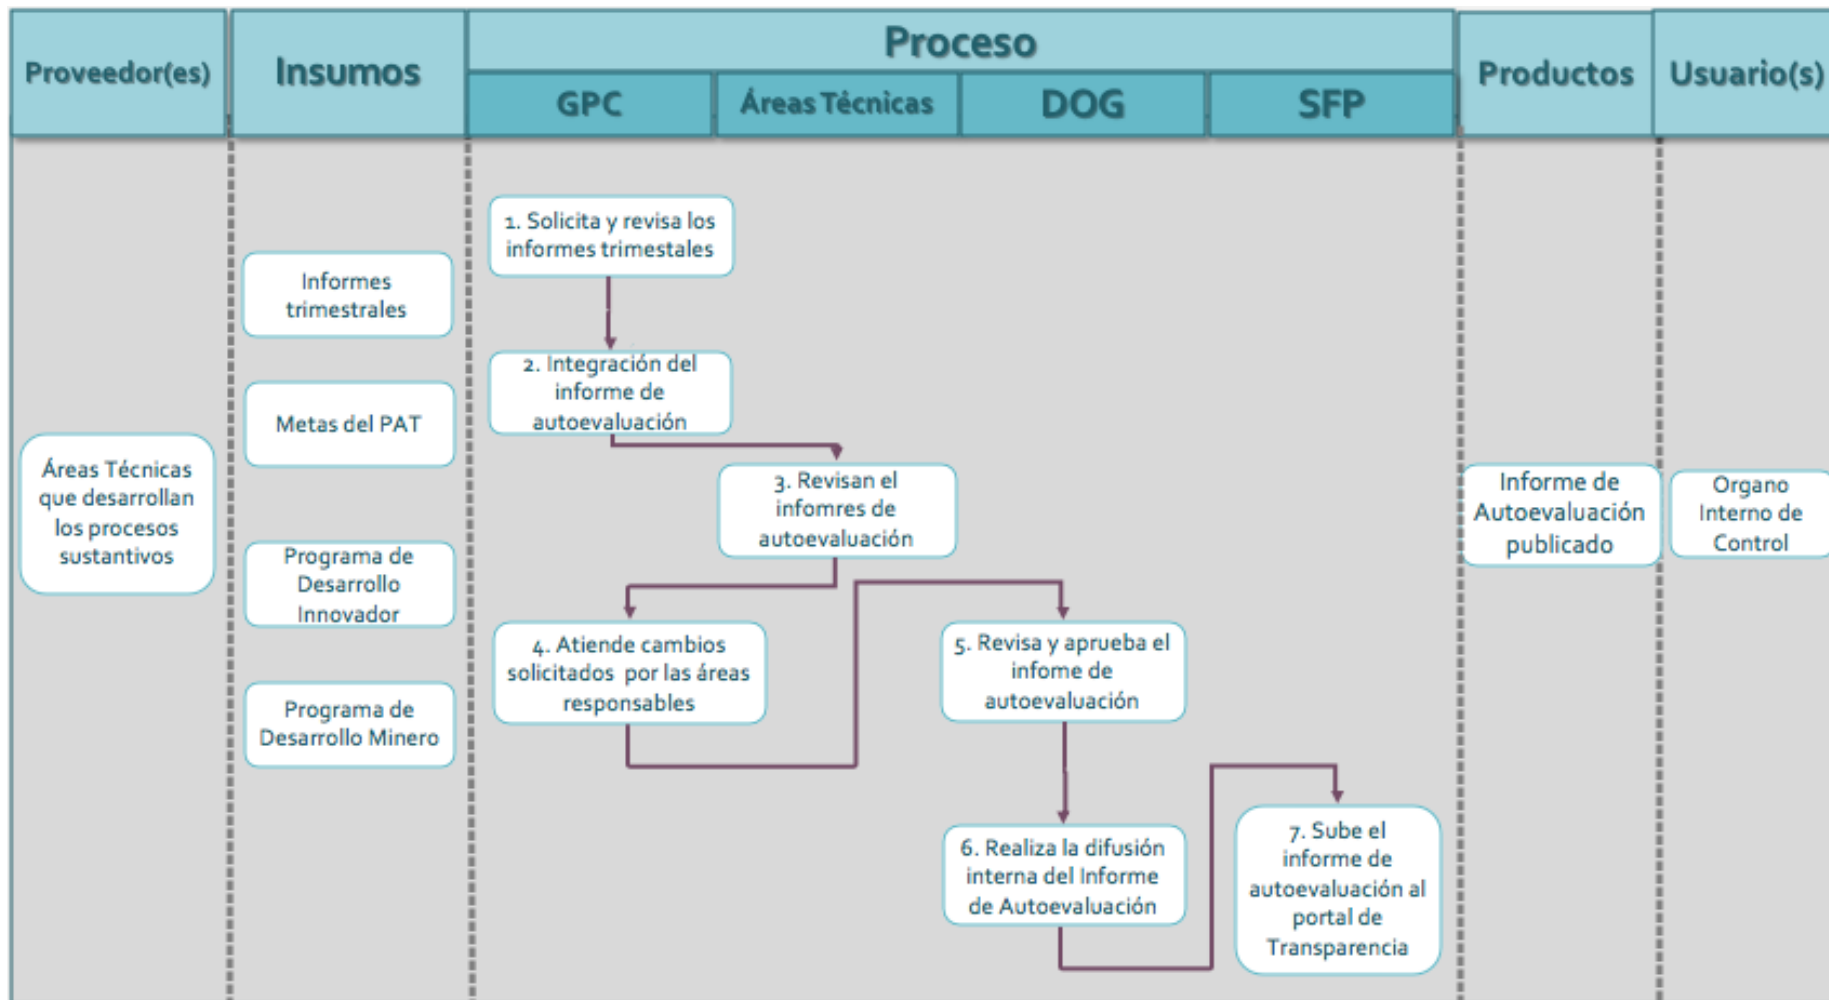 Proveedor(es)
Insumos
Proceso
GPC
Áreas Técnicas
DOG
SFP
Productos
Usuario(s)
Áreas Técnicas
que desarrollan
los procesos
sustantivos
Informes
trimestrales
Metas del PAT
Programa de
Desarrollo
Innovador
Programa de
Desarrollo Minero
1. Solicita y revisa los
informes trimestales
2. Integración del
informe de
autoevaluación
3. Revisan el
infomres de
autoevaluación
4. Atiende cambios
solicitados por las áreas
responsables
5. Revisa y aprueba el
infome de
autoevaluación
6. Realiza la difusión
interna del Informe
de Autoevaluación
7. Sube el
informe de
autoevaluación al
portal de
Transparencia
Informe de
Autoevaluación
publicado
Organo
Interno de
Control